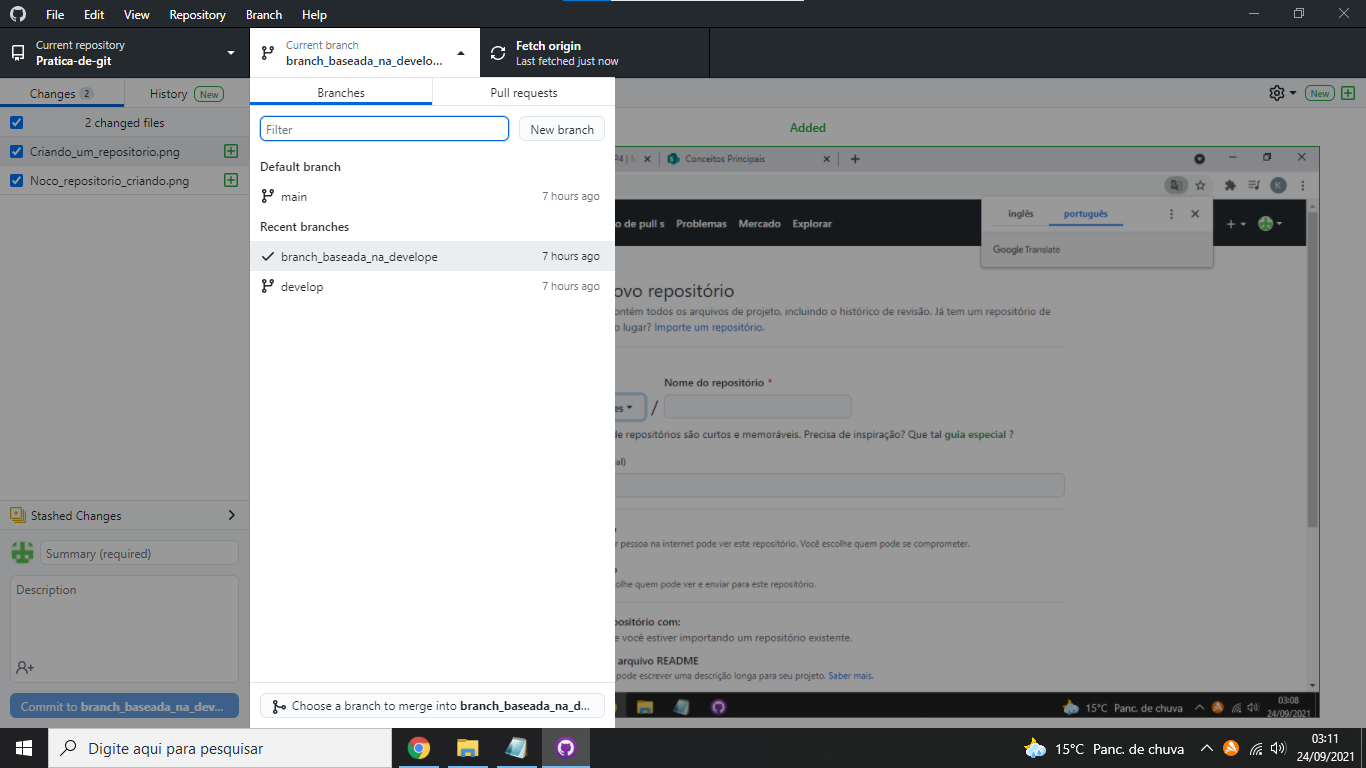 File Edit View Repository Branch Help
Current repository
Pratica-de-git
Current branch
branch_baseada_na_develo...
Fetch origin
Last fetched just now
Changes 2
History New
2 changed files
Criando_um_repositorio.png
Noco_repositorio_criando.png
Stashed Changes
Summary (required)
Description
Commit to branch_baseada_na_dev...
Branches
Pull requests
Filter
New branch
Default branch
main 7 hours ago
Recent branches
branch_baseada_na_develope 7 hours ago
develop 7 hours ago
Choose a branch to merge into branch_baseada_na_d...
New
Added
Conceitos Principais
K
inglês português
Google Translate
o de pull s Problemas Mercado Explorar
ovo repositório
ontém todos os arquivos de projeto, incluindo o histórico de revisão. Já tem um repositório de
o lugar? Importe um repositório.
Nome do repositório *
es /
de repositórios são curtos e memoráveis. Precisa de inspiração? Que tal guia especial ?
al)
r pessoa na internet pode ver este repositório. Você escolhe quem pode se comprometer.
olhe quem pode ver e enviar para este repositório.
ositório com:
e você estiver importando um repositório existente.
arquivo README
pode escrever uma descrição longa para seu projeto. Saber mais.
15°C Panc. de chuva
03:08
24/09/2021
Digite aqui para pesquisar
15°C Panc. de chuva
03:11
24/09/2021